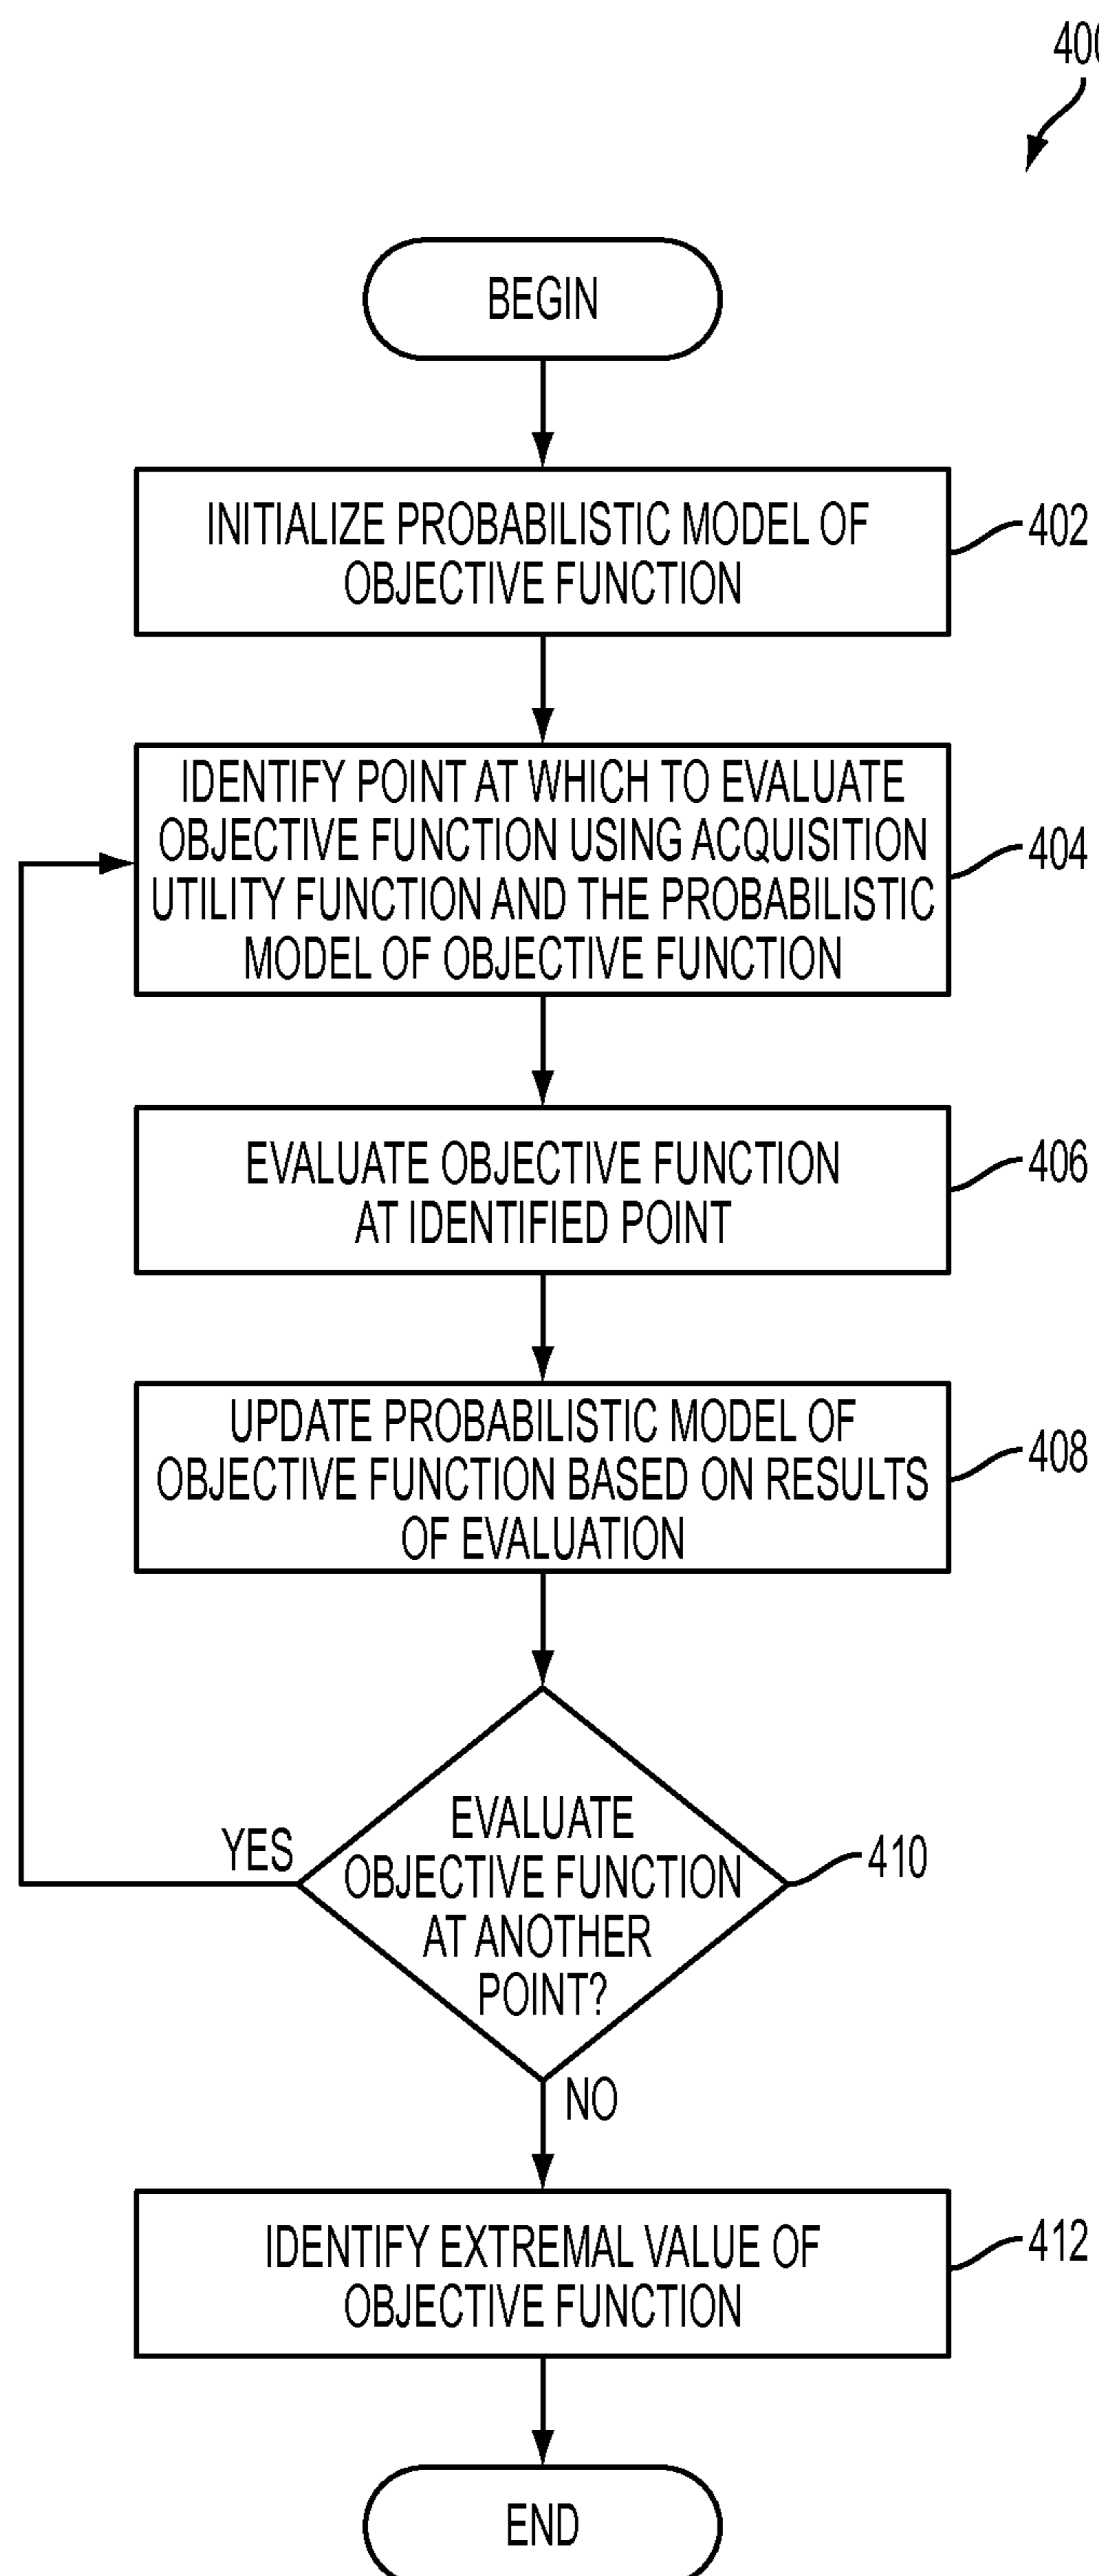 400
BEGIN
INITIALIZE PROBABILISTIC MODEL OF
OBJECTIVE FUNCTION
402
IDENTIFY POINT AT WHICH TO EVALUATE
OBJECTIVE FUNCTION USING ACQUISITION
UTILITY FUNCTION AND THE PROBABILISTIC
MODEL OF OBJECTIVE FUNCTION
404
EVALUATE OBJECTIVE FUNCTION
AT IDENTIFIED POINT
406
UPDATE PROBABILISTIC MODEL OF
OBJECTIVE FUNCTION BASED ON RESULTS
OF EVALUATION
408
YES
EVALUATE
OBJECTIVE FUNCTION
AT ANOTHER
POINT?
410
NO
IDENTIFY EXTREMAL VALUE OF
OBJECTIVE FUNCTION
412
END